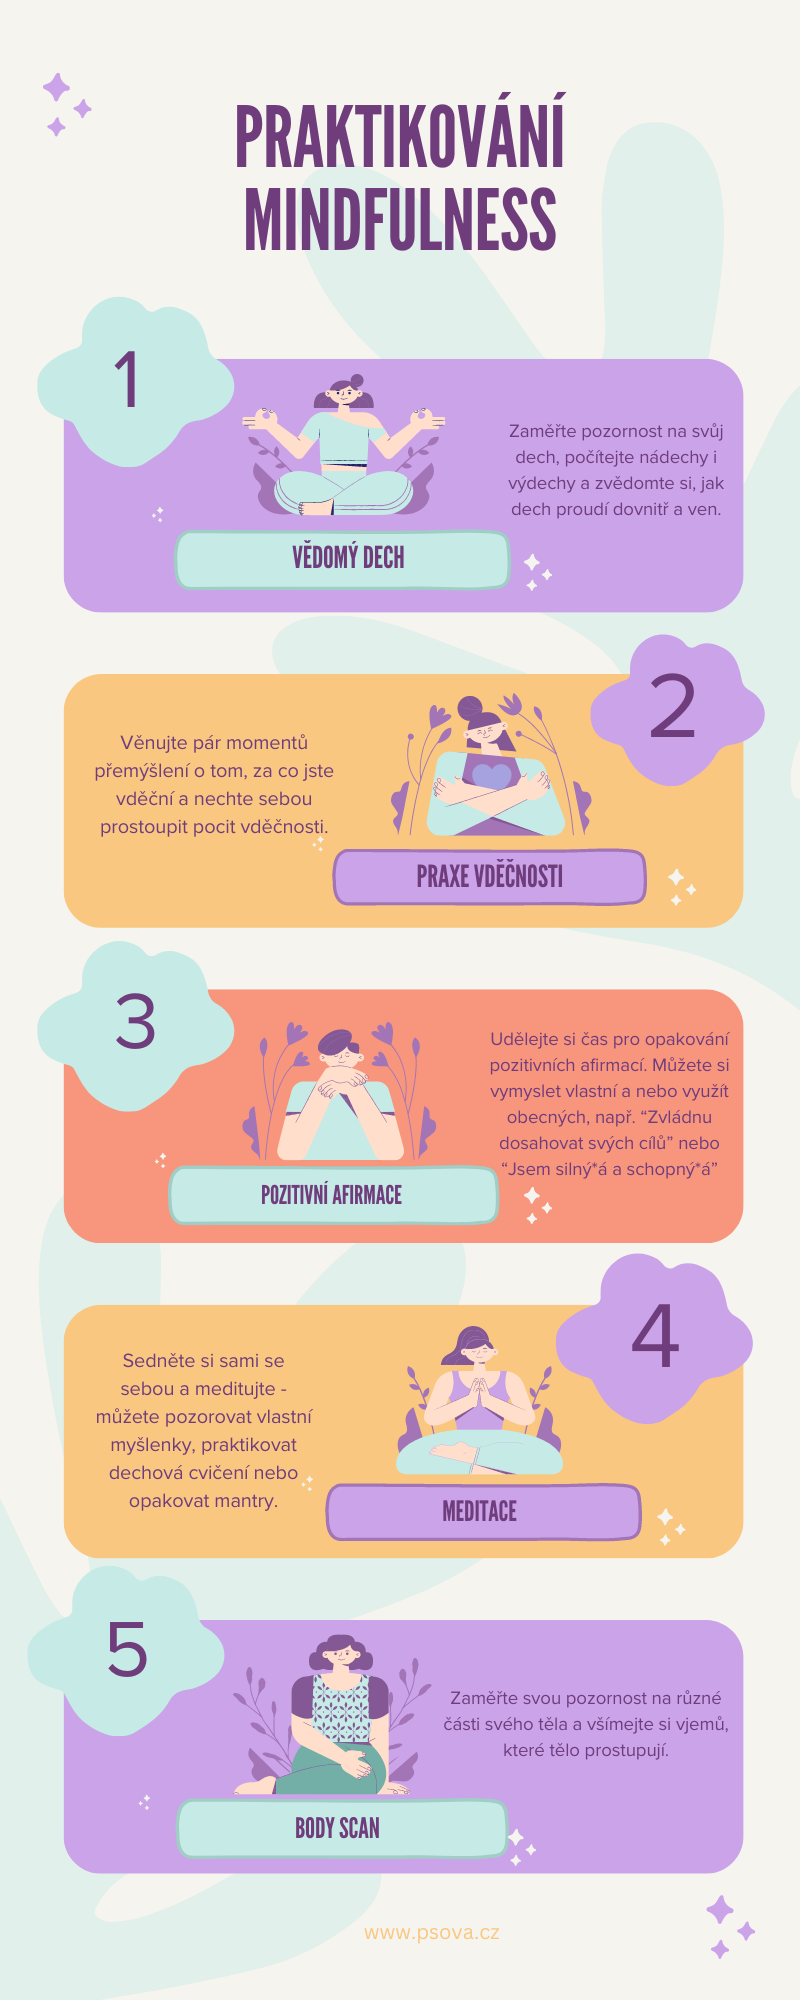 PRAKTIKOVÁNÍ
MINDFULNESS
1
Zaměřte pozornost na svůj
dech, počítejte nádechy i
výdechy a zvědomte si, jak
dech proudí dovnitř a ven.
VĚDOMÝ DECH
2
Věnujte pár momentů
přemýšlení o tom, za co jste
vděční a nechte sebou
prostoupit pocit vděčnosti.
PRAXE VDĚČNOSTI
3
Udělejte si čas pro opakování
pozitivních afirmací. Můžete si
vymyslet vlastní a nebo využít
obecných, např. “Zvládnu
dosahovat svých cílů” nebo
“Jsem silný*á a schopný*á”
POZITIVNÍ AFIRMACE
4
Sedněte si sami se
sebou a meditujte -
můžete pozorovat vlastní
myšlenky, praktikovat
dechová cvičení nebo
opakovat mantry.
MEDITACE
5
Zaměřte svou pozornost na různé
části svého těla a všímejte si vjemů,
které tělo prostupují.
BODY SCAN
www.psova.cz